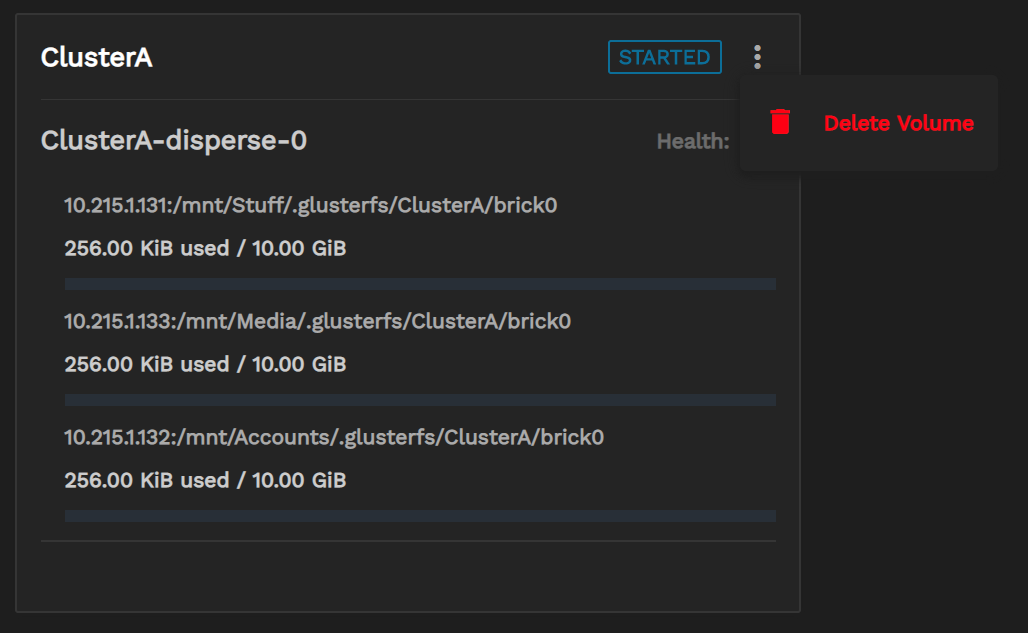 ClusterA
STARTED
Delete Volume
ClusterA-disperse-0
Health:
10.215.1.131:/mnt/Stuff/.glusterfs/ClusterA/brick0
256.00 KiB used / 10.00 GiB
10.215.1.133:/mnt/Media/.glusterfs/ClusterA/brick0
256.00 KiB used / 10.00 GiB
10.215.1.132:/mnt/Accounts/.glusterfs/ClusterA/brick0
256.00 KiB used / 10.00 GiB